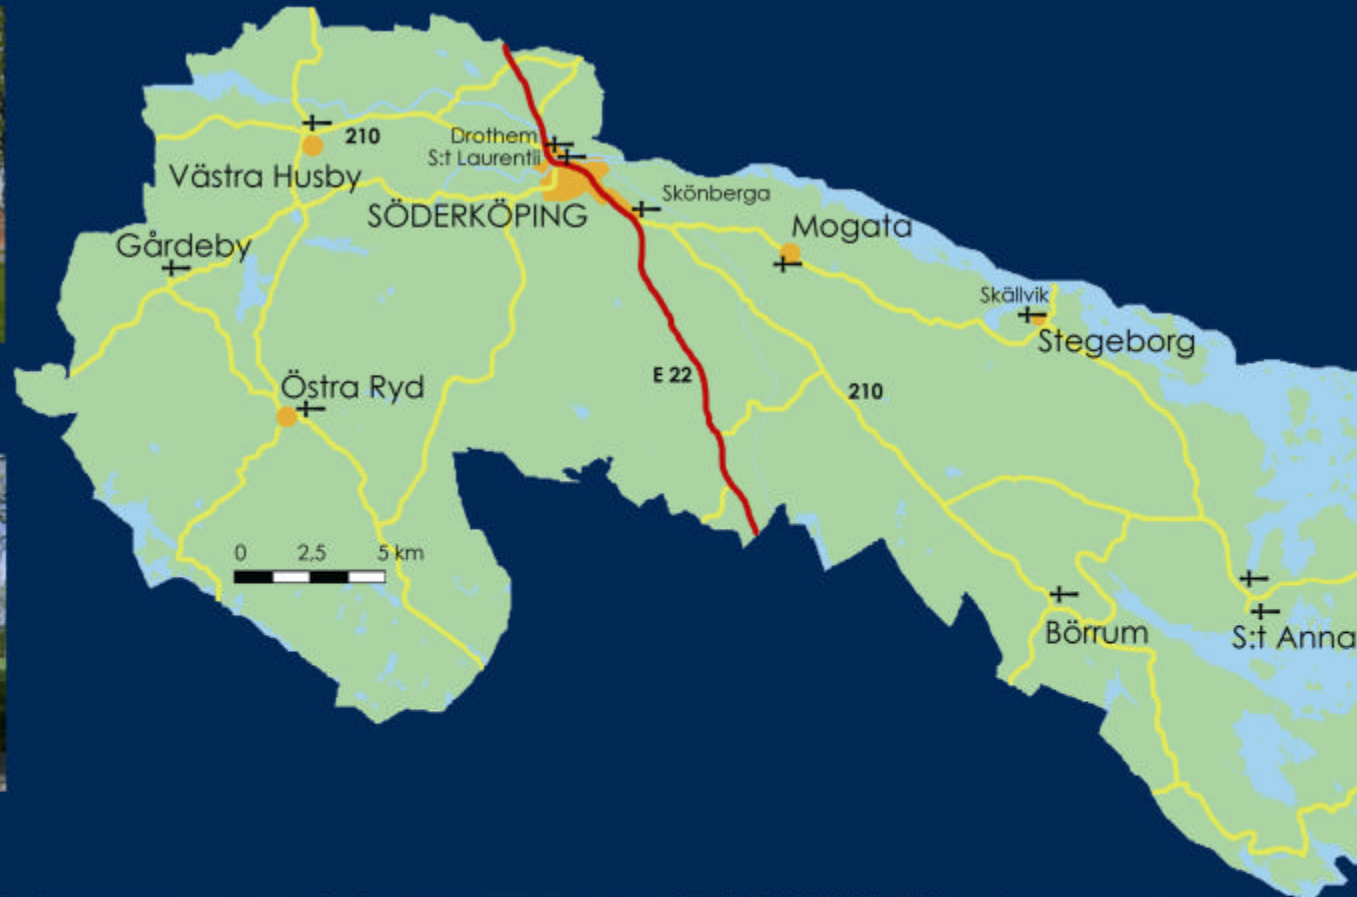 210
Drothem
S:t Laurentii
Västra Husby
Skönberga
SÖDERKÖPING
Mogata
Gårdeby
Skällvik
Stegeborg
E 22
Östra Ryd
210
0 2,5 5 km
Börrum
S:t Anna